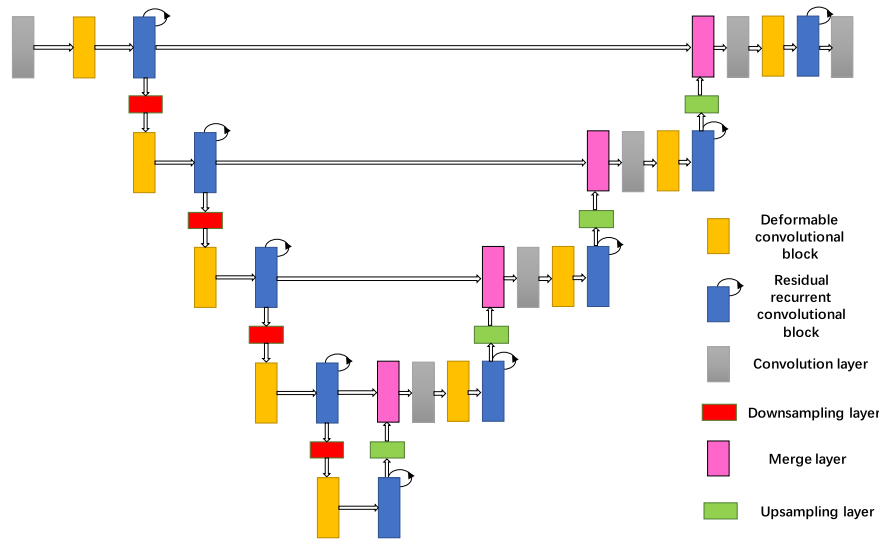 Deformable
convolutional
block
Residual
recurrent
convolutional
block
Convolution layer
Downsampling layer
Merge layer
Upsampling layer